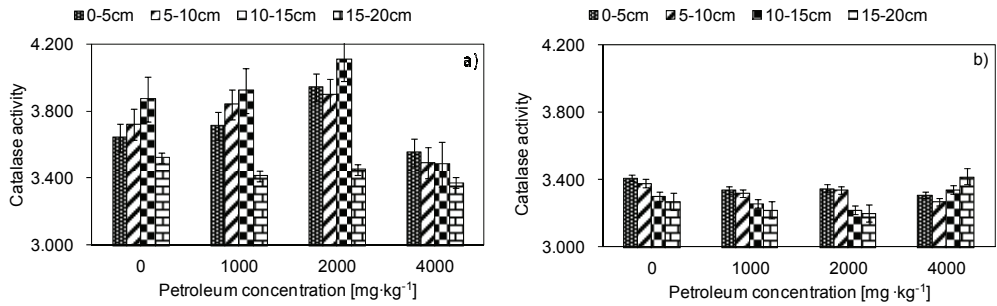 0-5cm 5-10cm 10-15cm 15-20cm
4.200
3.800
3.400
3.000
Catalase activity
a)
0 1000 2000 4000
Petroleum concentration [mg·kg⁻¹]
0-5cm 5-10cm 10-15cm 15-20cm
4.200
3.800
3.400
3.000
Catalase activity
b)
0 1000 2000 4000
Petroleum concentration [mg·kg⁻¹]